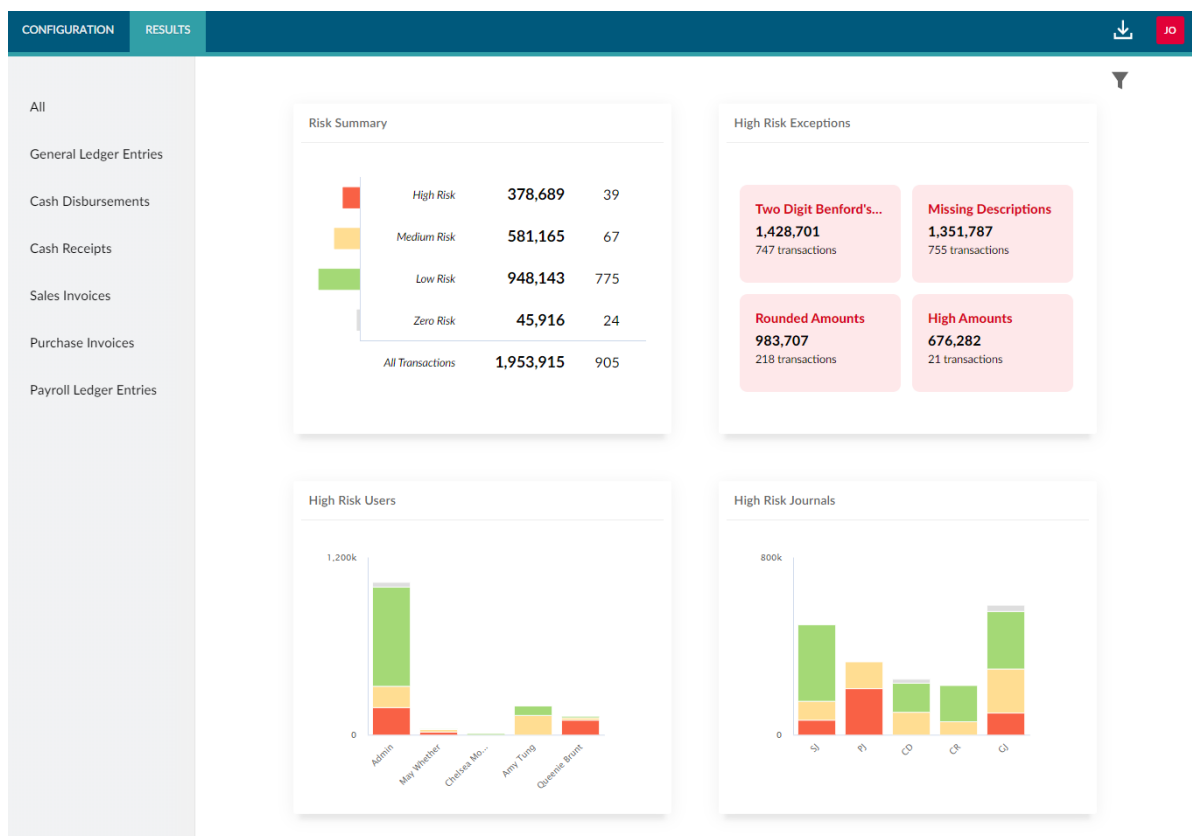 CONFIGURATION RESULTS JO
All
General Ledger Entries
Cash Disbursements
Cash Receipts
Sales Invoices
Purchase Invoices
Payroll Ledger Entries
Risk Summary
High Risk 378,689 39
Medium Risk 581,165 67
Low Risk 948,143 775
Zero Risk 45,916 24
All Transactions 1,953,915 905
High Risk Exceptions
Two Digit Benford's...
1,428,701
747 transactions
Missing Descriptions
1,351,787
755 transactions
Rounded Amounts
983,707
218 transactions
High Amounts
676,282
21 transactions
High Risk Users
1,200k
0
Admin
May Whether
Chelsea Mo...
Amy Tung
Queenie Brunt
High Risk Journals
800k
0
SJ
PJ
CD
CR
GJ